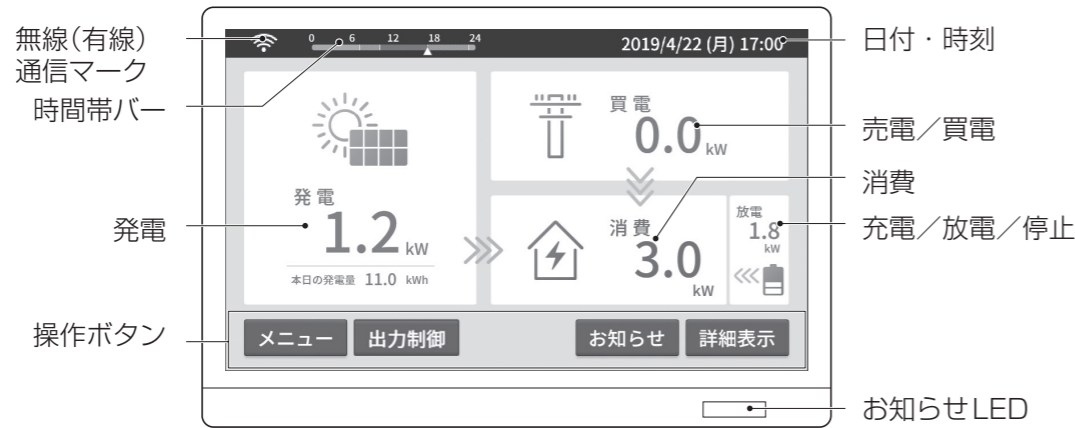 無線（有線）
通信マーク
時間帯バー
発電
操作ボタン
0 6 12 18 24
2019/4/22 (月) 17:00
発電
1.2 kW
本日の発電量 11.0 kWh
買電
0.0 kW
消費
3.0 kW
放電
1.8
kW
メニュー
出力制御
お知らせ
詳細表示
日付・時刻
売電／買電
消費
充電／放電／停止
お知らせLED